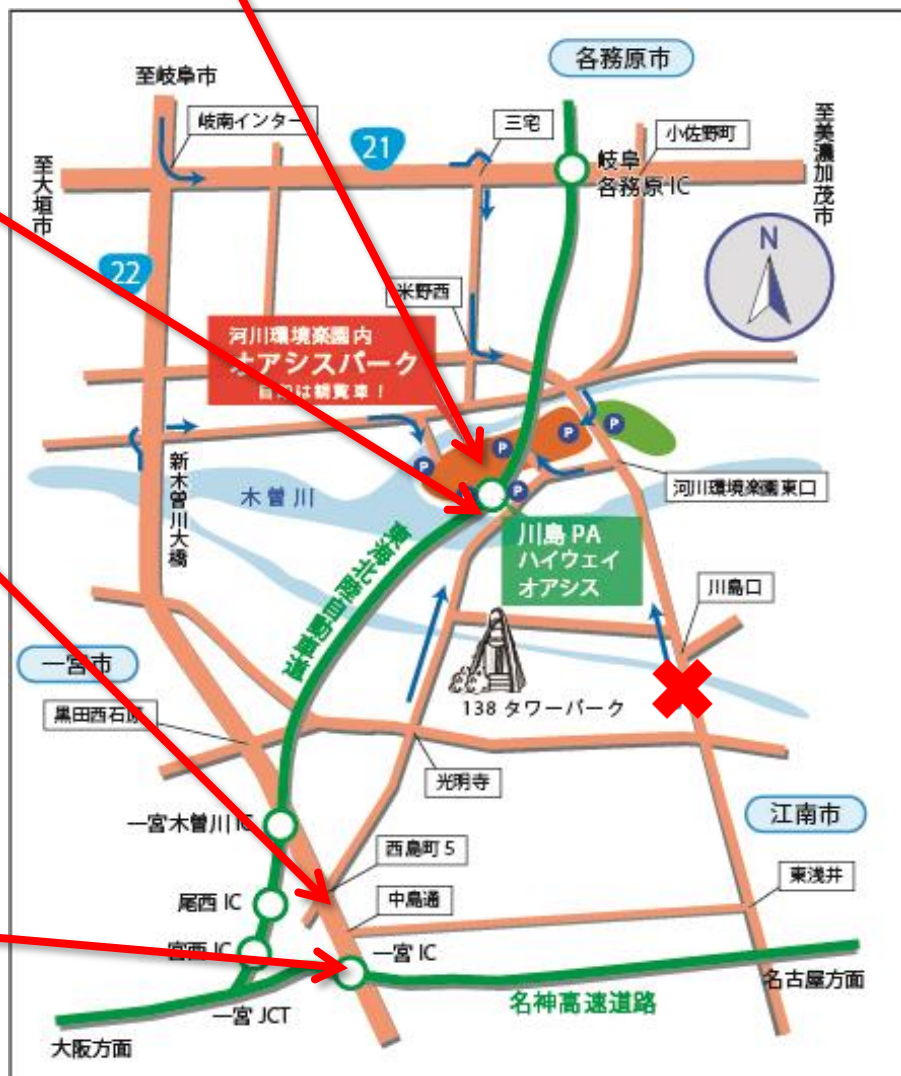 各務原市
至岐阜市
岐南インター
三宅
小佐野町
至美濃加茂市
至大垣市
21
岐阜
各務原 IC
22
N
米野西
河川環境楽園内
オアシスパーク
目印は観覧車！
P
P
P
P
新木曽川大橋
木曽川
河川環境楽園東口
川島 PA
ハイウェイ
オアシス
東海北陸自動車道
川島口
一宮市
138 タワーパーク
黒田西石原
光明寺
一宮木曽川 IC
江南市
西島町 5
東浅井
尾西 IC
中島通
宮西 IC
一宮 IC
名古屋方面
一宮 JCT
名神高速道路
大阪方面